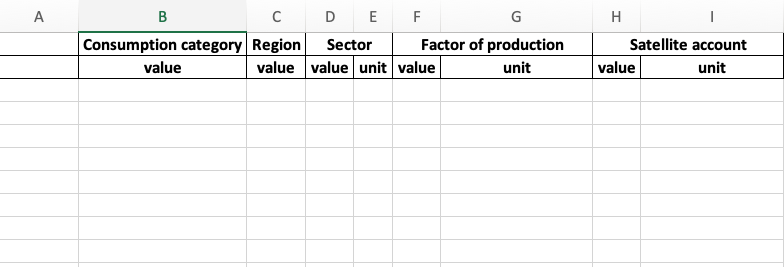 A B C D E F G H I
Consumption category Region Sector Factor of production Satellite account
value value value unit value unit value unit